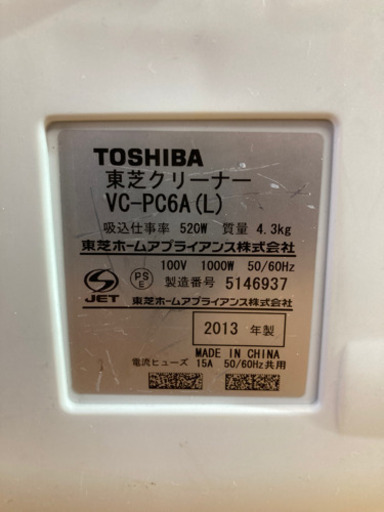 TOSHIBA
東芝クリーナー
VC-PC6A(L)
吸込仕事率 520W 質量 4.3kg
東芝ホームアプライアンス株式会社
100V 1000W 50/60Hz
JET
PS
E
製造番号 5146937
東芝ホームアプライアンス株式会社
2013 年製
MADE IN CHINA
電流ヒューズ 15A 50/60Hz共用